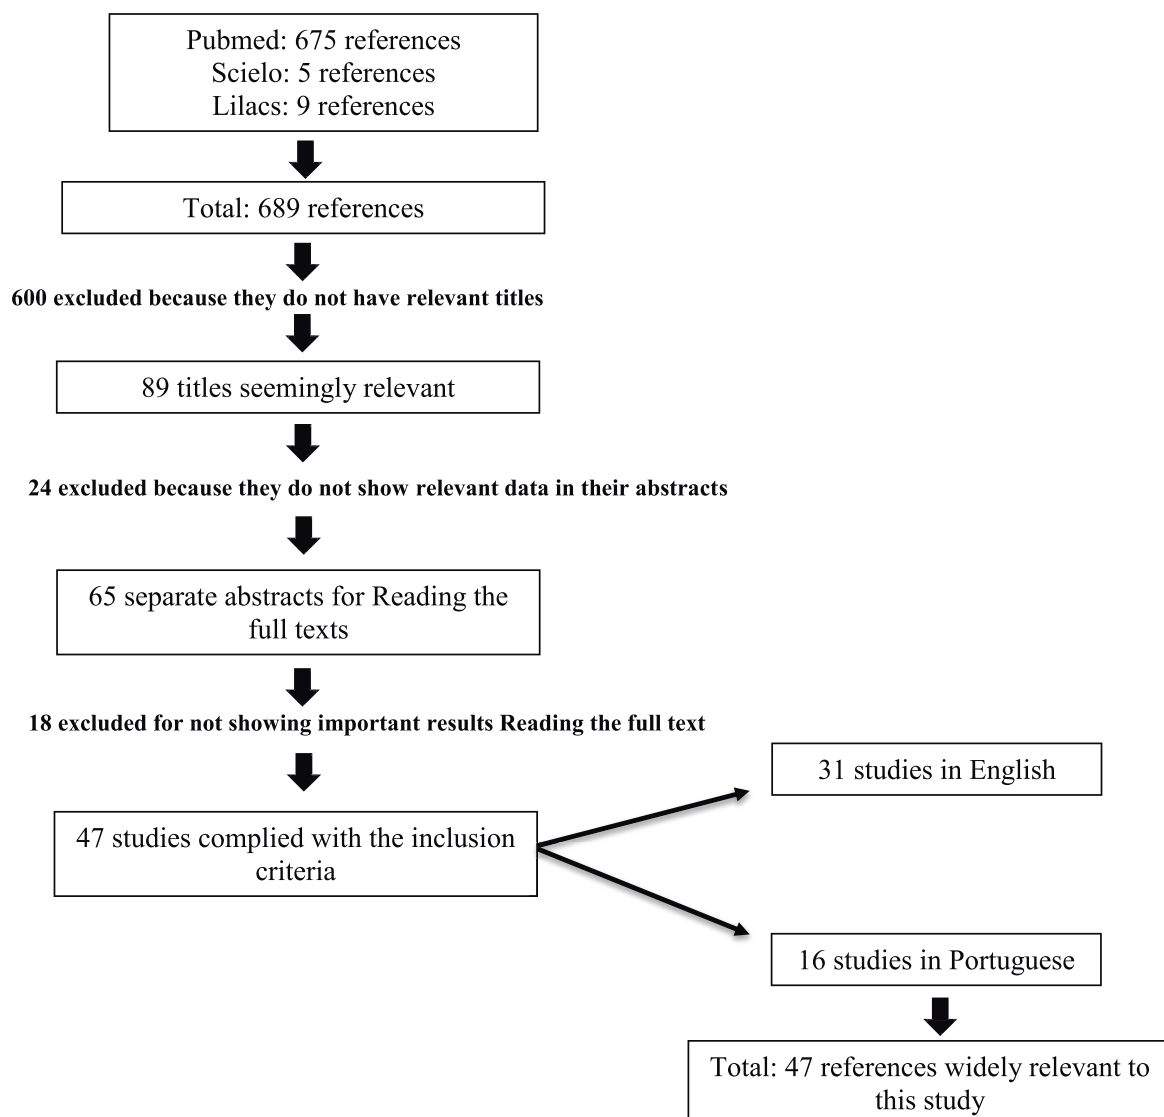 Pubmed: 675 references
Scielo: 5 references
Lilacs: 9 references
Total: 689 references
600 excluded because they do not have relevant titles
89 titles seemingly relevant
24 excluded because they do not show relevant data in their abstracts
65 separate abstracts for Reading the
full texts
18 excluded for not showing important results Reading the full text
47 studies complied with the inclusion
criteria
31 studies in English
16 studies in Portuguese
Total: 47 references widely relevant to
this study